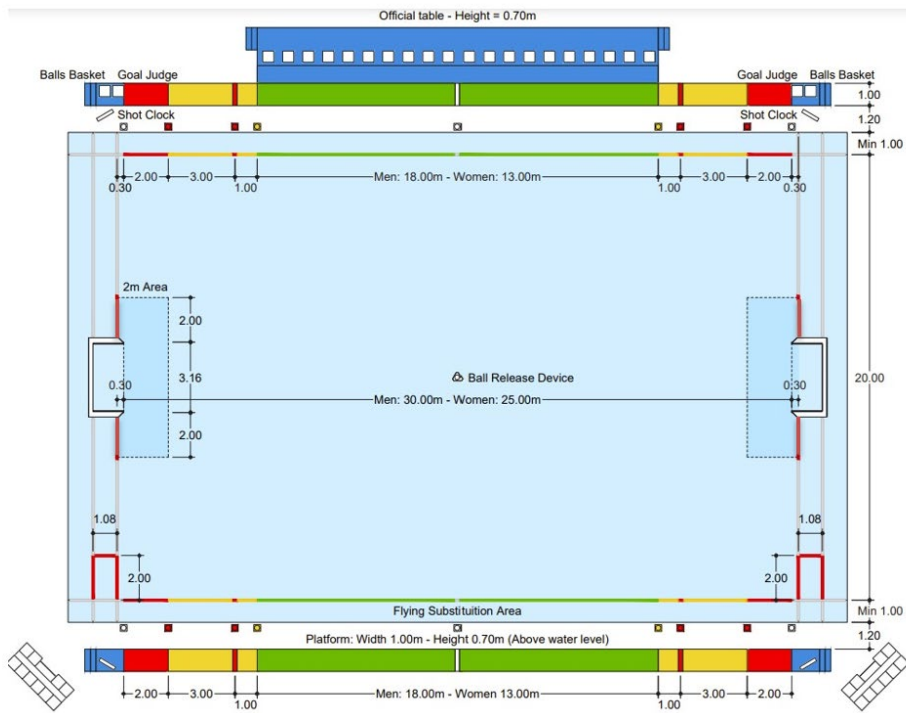 Official table - Height = 0.70m
Balls Basket
Goal Judge
Goal Judge
Balls Basket
1.00
Shot Clock
Shot Clock
1.20
Min 1.00
2.00
3.00
Men: 18.00m - Women: 13.00m
3.00
2.00
0.30
1.00
1.00
0.30
2m Area
2.00
3.16
Ball Release Device
20.00
0.30
0.30
Men: 30.00m - Women: 25.00m
2.00
1.08
1.08
2.00
2.00
Flying Substituition Area
Min 1.00
1.20
Platform: Width 1.00m - Height 0.70m (Above water level)
2.00
3.00
Men: 18.00m - Women 13.00m
3.00
2.00
1.00
1.00